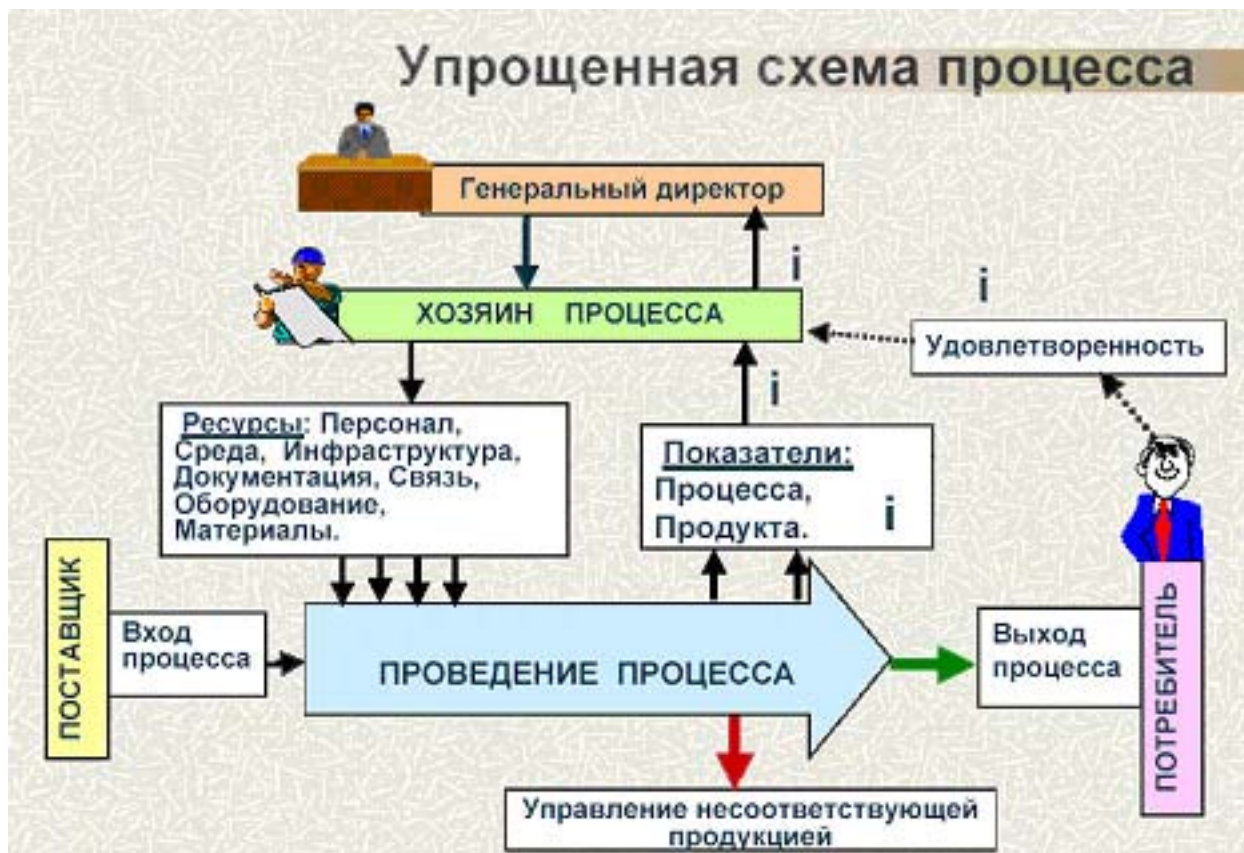 Упрощенная схема процесса
Генеральный директор
i
ХОЗЯИН ПРОЦЕССА
i
Удовлетворенность
i
Ресурсы: Персонал,
Среда, Инфраструктура,
Документация, Связь,
Оборудование,
Материалы.
Показатели:
Процесса,
Продукта.
i
ПОСТАВЩИК
Вход
процесса
ПРОВЕДЕНИЕ ПРОЦЕССА
Выход
процесса
ПОТРЕБИТЕЛЬ
Управление несоответствующей
продукцией